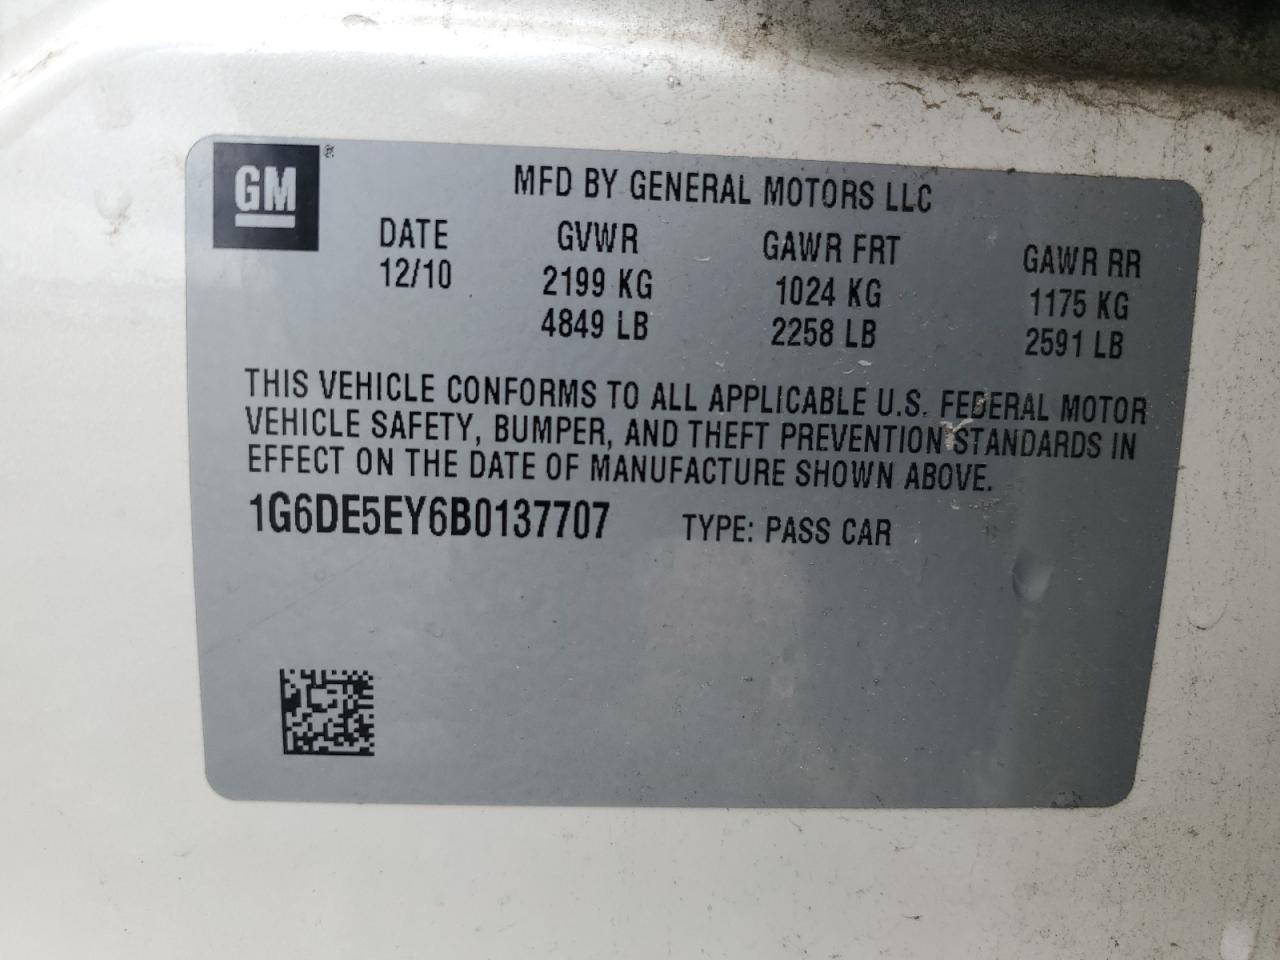 GM®
MFD BY GENERAL MOTORS LLC
DATE GVWR GAWR FRT GAWR RR
12/10 2199 KG 1024 KG 1175 KG
4849 LB 2258 LB 2591 LB
THIS VEHICLE CONFORMS TO ALL APPLICABLE U.S. FEDERAL MOTOR
VEHICLE SAFETY, BUMPER, AND THEFT PREVENTION STANDARDS IN
EFFECT ON THE DATE OF MANUFACTURE SHOWN ABOVE.
1G6DE5EY6B0137707 TYPE: PASS CAR